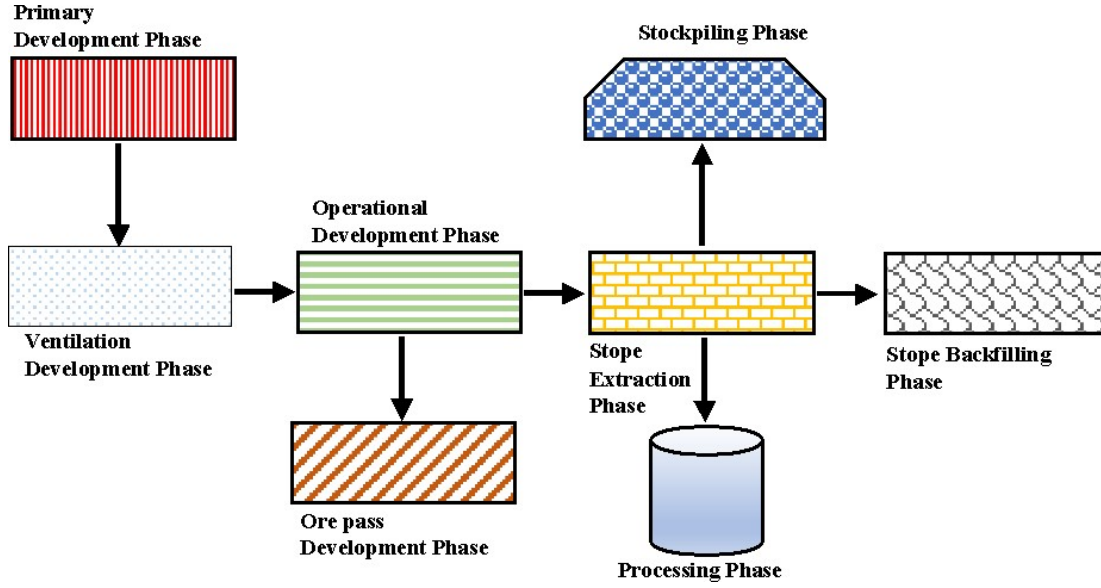 Primary
Development Phase
Stockpiling Phase
Operational
Development Phase
Ventilation
Development Phase
Stope
Extraction
Phase
Stope Backfilling
Phase
Ore pass
Development Phase
Processing Phase